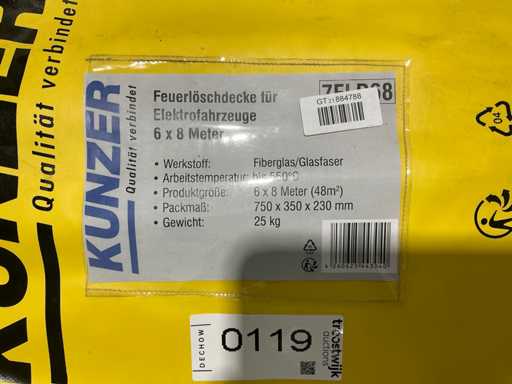 KUNZER
Qualität verbindet
KUNZER
Qualität verbindet
Feuerlöschdecke für
Elektrofahrzeuge
6 x 8 Meter
GT21884788
• Werkstoff: Fiberglas/Glasfaser
• Arbeitstemperatur: bis 550°C
• Produktgröße: 6 x 8 Meter (48m²)
• Packmaß: 750 x 350 x 230 mm
• Gewicht: 25 kg
04
DECHOW
0119
troostwijk
auctions